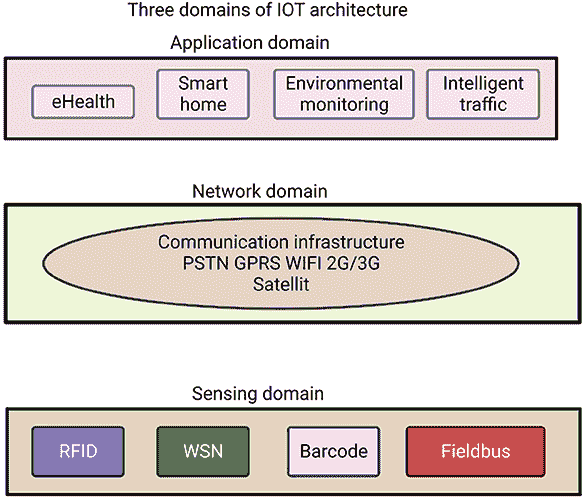 Three domains of IOT architecture
Application domain
eHealth
Smart
home
Environmental
monitoring
Intelligent
traffic
Network domain
Communication infrastructure
PSTN GPRS WIFI 2G/3G
Satellit
Sensing domain
RFID
WSN
Barcode
Fieldbus